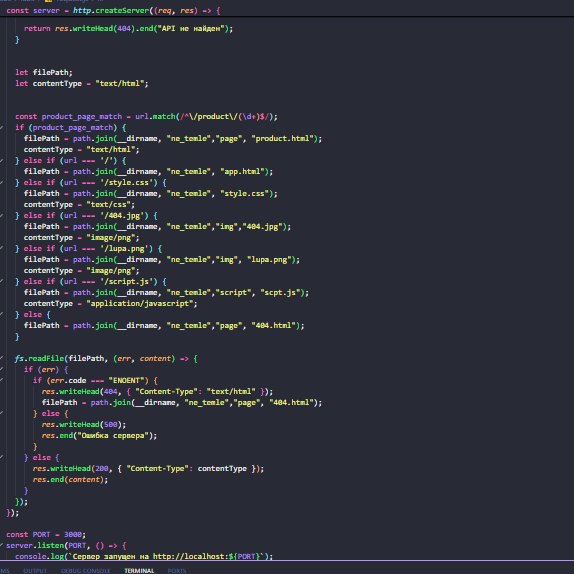 const server = http.createServer((req, res) => {
return res.writeHead(404).end("API не найден");
}
let filePath;
let contentType = "text/html";
const product_page_match = url.match(/^\/product\/(\d+)$/);
if (product_page_match) {
filePath = path.join(__dirname, "ne_temle","page", "product.html");
contentType = "text/html";
} else if (url === '/') {
filePath = path.join(__dirname, "ne_temle", "app.html");
} else if (url === '/style.css') {
filePath = path.join(__dirname, "ne_temle", "style.css");
contentType = "text/css";
} else if (url === '/404.jpg') {
filePath = path.join(__dirname, "ne_temle","img","404.jpg");
contentType = "image/png";
} else if (url === '/lupa.png') {
filePath = path.join(__dirname, "ne_temle","img", "lupa.png");
contentType = "image/png";
} else if (url === '/script.js') {
filePath = path.join(__dirname, "ne_temle","script", "scpt.js");
contentType = "application/javascript";
} else {
filePath = path.join(__dirname, "ne_temle","page", "404.html");
}
fs.readFile(filePath, (err, content) => {
if (err) {
if (err.code === "ENOENT") {
res.writeHead(404, { "Content-Type": "text/html" });
filePath = path.join(__dirname, "ne_temle","page", "404.html");
} else {
res.writeHead(500);
res.end("Ошибка сервера");
}
} else {
res.writeHead(200, { "Content-Type": contentType });
res.end(content);
}
});
});
const PORT = 3000;
server.listen(PORT, () => {
console.log(`Сервер запущен на http://localhost:${PORT}`);
MS OUTPUT DEBUG CONSOLE TERMINAL PORTS